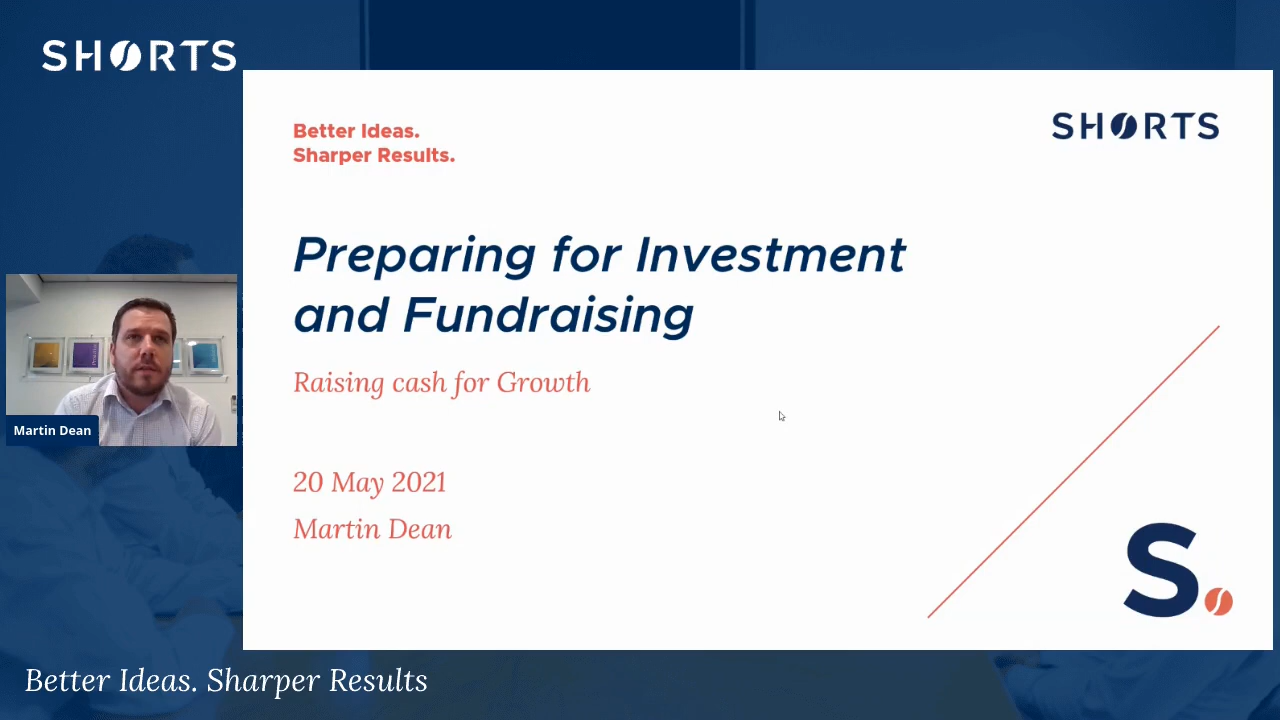 SHORTS
Better Ideas.
Sharper Results.
SHORTS
Preparing for Investment
and Fundraising
Raising cash for Growth
20 May 2021
Martin Dean
Martin Dean
S.
Better Ideas. Sharper Results